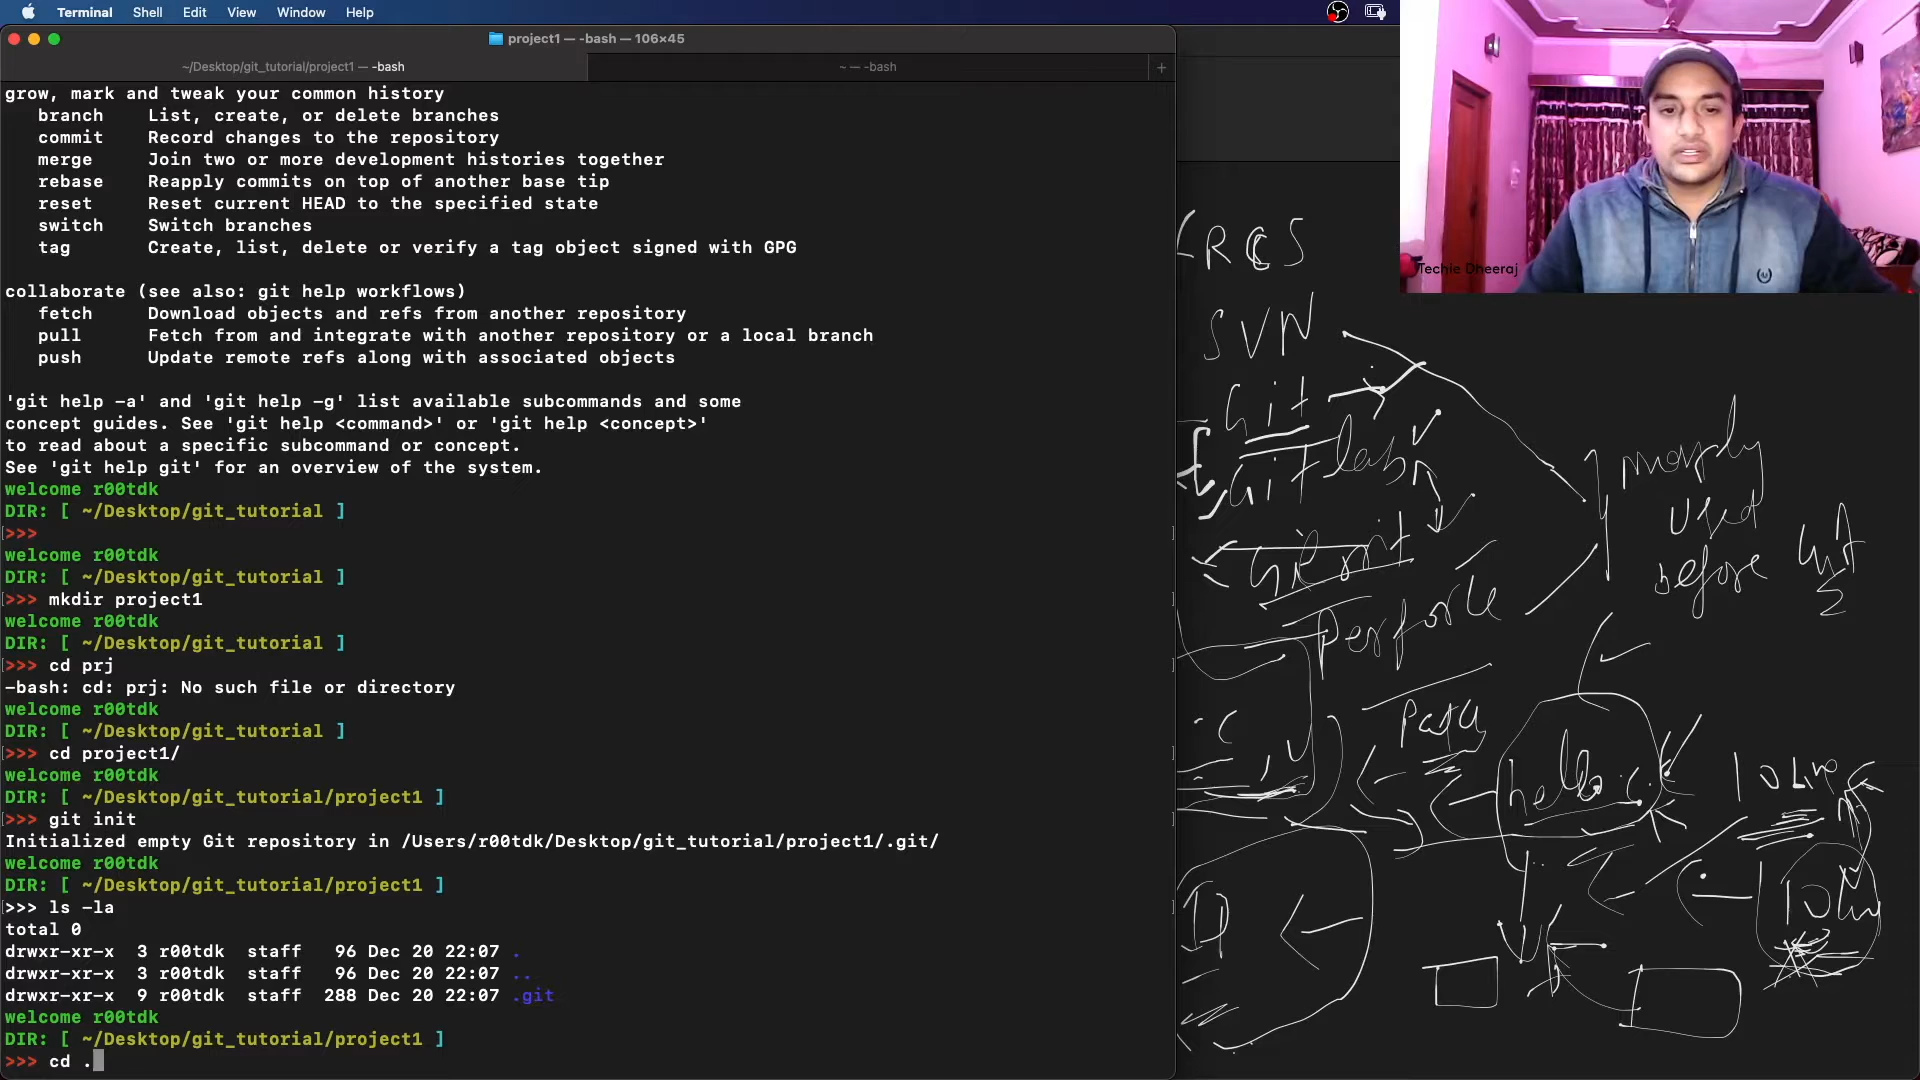 Terminal Shell Edit View Window Help
project1 — -bash — 106×45
~/Desktop/git_tutorial/project1 — -bash
~ — -bash
+
grow, mark and tweak your common history
branch List, create, or delete branches
commit Record changes to the repository
merge Join two or more development histories together
rebase Reapply commits on top of another base tip
reset Reset current HEAD to the specified state
switch Switch branches
tag Create, list, delete or verify a tag object signed with GPG
collaborate (see also: git help workflows)
fetch Download objects and refs from another repository
pull Fetch from and integrate with another repository or a local branch
push Update remote refs along with associated objects
'git help -a' and 'git help -g' list available subcommands and some
concept guides. See 'git help <command>' or 'git help <concept>'
to read about a specific subcommand or concept.
See 'git help git' for an overview of the system.
welcome r00tdk
DIR: [ ~/Desktop/git_tutorial ]
>>>
welcome r00tdk
DIR: [ ~/Desktop/git_tutorial ]
>>> mkdir project1
welcome r00tdk
DIR: [ ~/Desktop/git_tutorial ]
>>> cd prj
-bash: cd: prj: No such file or directory
welcome r00tdk
DIR: [ ~/Desktop/git_tutorial ]
>>> cd project1/
welcome r00tdk
DIR: [ ~/Desktop/git_tutorial/project1 ]
>>> git init
Initialized empty Git repository in /Users/r00tdk/Desktop/git_tutorial/project1/.git/
welcome r00tdk
DIR: [ ~/Desktop/git_tutorial/project1 ]
>>> ls -la
total 0
drwxr-xr-x 3 r00tdk staff 96 Dec 20 22:07 .
drwxr-xr-x 3 r00tdk staff 96 Dec 20 22:07 ..
drwxr-xr-x 9 r00tdk staff 288 Dec 20 22:07 .git
welcome r00tdk
DIR: [ ~/Desktop/git_tutorial/project1 ]
>>> cd .
Techie Dheeraj
SVN
Git
Git lab
used
before
hello.c